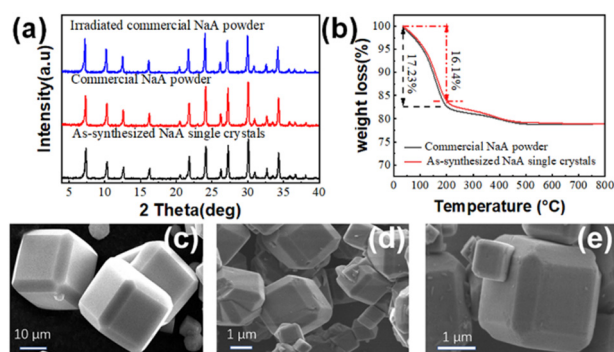 (a)
Irradiated commercial NaA powder
Commercial NaA powder
As-synthesized NaA single crystals
Intensity(a.u)
5 10 15 20 25 30 35 40
2 Theta(deg)
(b)
100
95
90
85
80
75
70
weight loss(%)
17.23%
16.14%
Commercial NaA powder
As-synthesized NaA single crystals
0 100 200 300 400 500 600 700 800
Temperature (°C)
(c)
10 μm
(d)
1 μm
(e)
1 μm